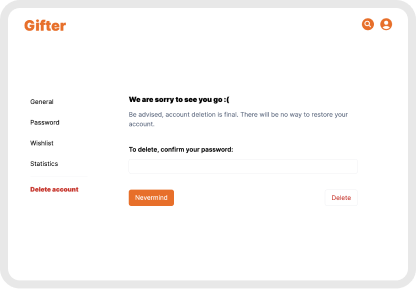 Gifter
General
Password
Wishlist
Statistics
Delete account
We are sorry to see you go :(
Be advised, account deletion is final. There will be no way to restore your
account.
To delete, confirm your password:
Nevermind
Delete